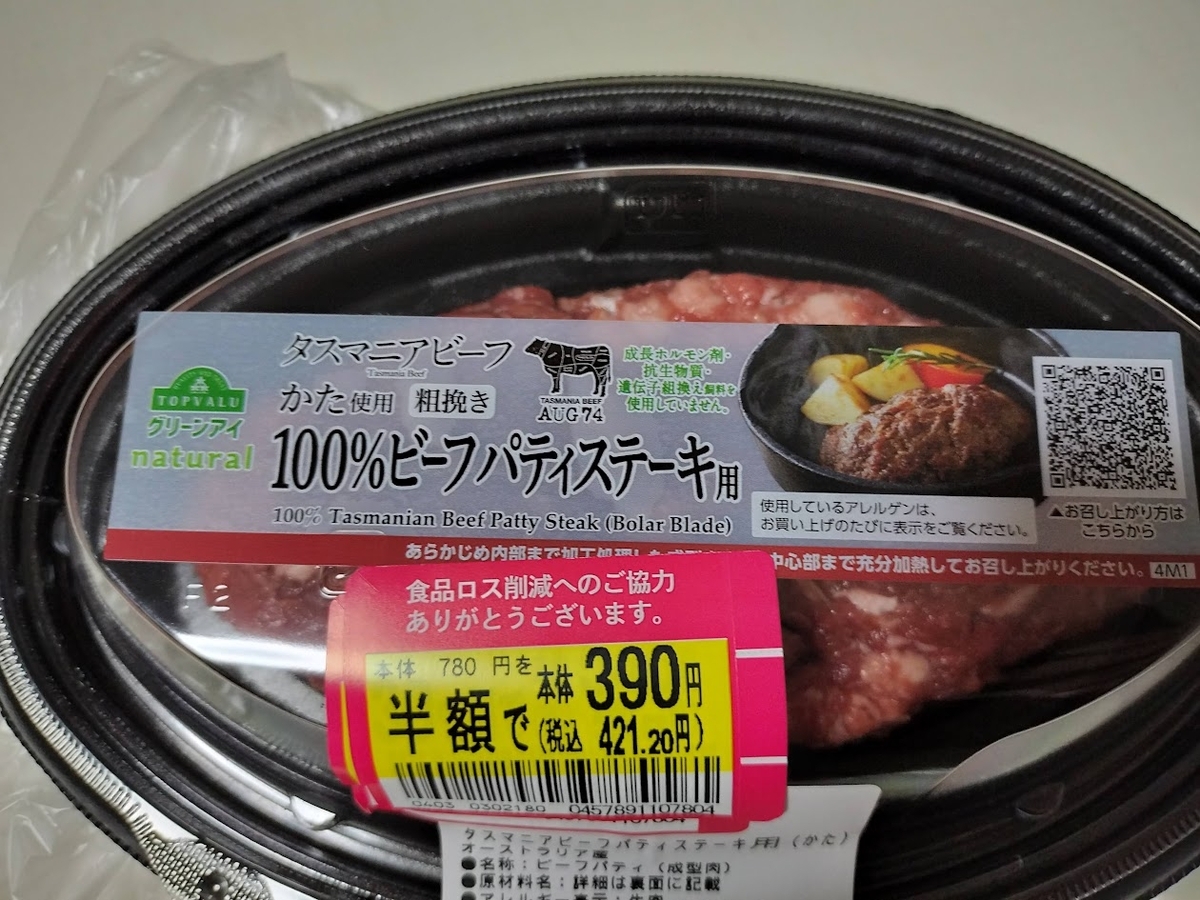 タスマニアビーフ
Tasmania Beef
かた使用 粗挽き
TASMANIA BEEF
AUG74
成長ホルモン剤・
抗生物質・
遺伝子組換え飼料を
使用していません。
TOPVALU
グリーンアイ
natural
100%ビーフパティステーキ用
100% Tasmanian Beef Patty Steak (Bolar Blade)
使用しているアレルゲンは、
お買い上げのたびに表示をご覧ください。
▲お召し上がり方は
こちらから
あらかじめ内部まで加工処理した
中心部まで充分加熱してお召し上がりください。 4M1
食品ロス削減へのご協力
ありがとうございます。
本体 780 円を
半額で
本体 390円
(税込 421.20円)
0403 0302180 0457891107804
タスマニアビーフパティステーキ用(かた)
オーストラリア産
●名称:ビーフパティ(成型肉)
●原材料名:詳細は裏面に記載